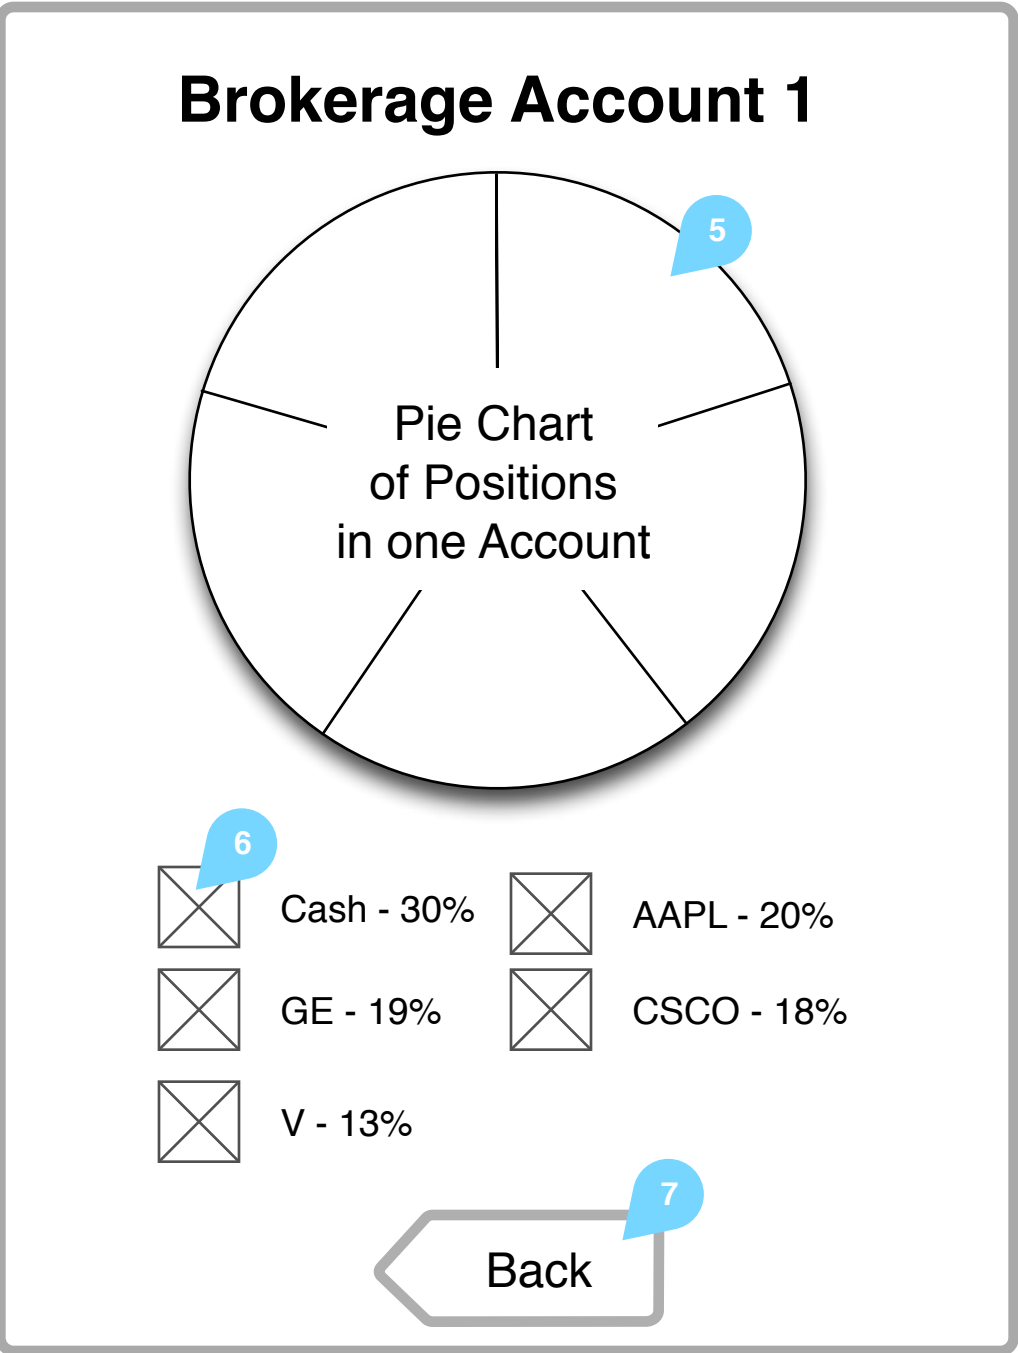 Brokerage Account 1
5
Pie Chart
of Positions
in one Account
6
Cash - 30%
AAPL - 20%
GE - 19%
CSCO - 18%
V - 13%
7
Back